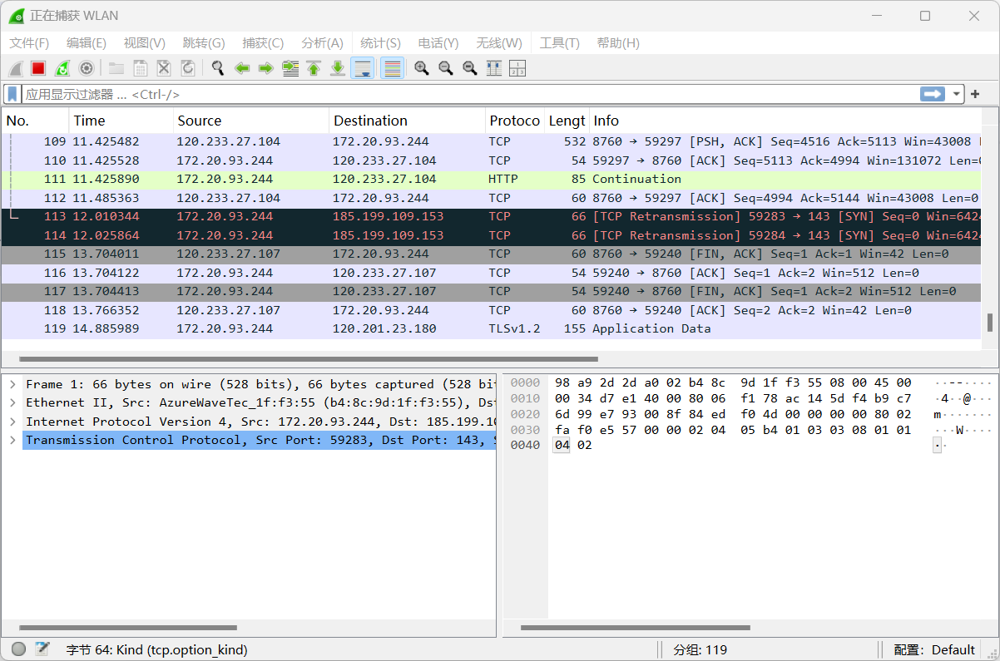 正在捕获 WLAN
文件(F) 编辑(E) 视图(V) 跳转(G) 捕获(C) 分析(A) 统计(S) 电话(Y) 无线(W) 工具(T) 帮助(H)
应用显示过滤器 … <Ctrl-/>
No. Time Source Destination Protoco Lengt Info
109 11.425482 120.233.27.104 172.20.93.244 TCP 532 8760 → 59297 [PSH, ACK] Seq=4516 Ack=5113 Win=43008
110 11.425528 172.20.93.244 120.233.27.104 TCP 54 59297 → 8760 [ACK] Seq=5113 Ack=4994 Win=131072 Len=0
111 11.425890 172.20.93.244 120.233.27.104 HTTP 85 Continuation
112 11.485363 120.233.27.104 172.20.93.244 TCP 60 8760 → 59297 [ACK] Seq=4994 Ack=5144 Win=43008 Len=0
113 12.010344 172.20.93.244 185.199.109.153 TCP 66 [TCP Retransmission] 59283 → 143 [SYN] Seq=0 Win=642
114 12.025864 172.20.93.244 185.199.109.153 TCP 66 [TCP Retransmission] 59284 → 143 [SYN] Seq=0 Win=642
115 13.704011 120.233.27.107 172.20.93.244 TCP 60 8760 → 59240 [FIN, ACK] Seq=1 Ack=1 Win=42 Len=0
116 13.704122 172.20.93.244 120.233.27.107 TCP 54 59240 → 8760 [ACK] Seq=1 Ack=2 Win=512 Len=0
117 13.704413 172.20.93.244 120.233.27.107 TCP 54 59240 → 8760 [FIN, ACK] Seq=1 Ack=2 Win=512 Len=0
118 13.766352 120.233.27.107 172.20.93.244 TCP 60 8760 → 59240 [ACK] Seq=2 Ack=2 Win=42 Len=0
119 14.885989 172.20.93.244 120.201.23.180 TLSv1.2 155 Application Data
Frame 1: 66 bytes on wire (528 bits), 66 bytes captured (528 bi
Ethernet II, Src: AzureWaveTec_1f:f3:55 (b4:8c:9d:1f:f3:55), Ds
Internet Protocol Version 4, Src: 172.20.93.244, Dst: 185.199.10
Transmission Control Protocol, Src Port: 59283, Dst Port: 143, S
0000 98 a9 2d 2d a0 02 b4 8c 9d 1f f3 55 08 00 45 00 ··--····
0010 00 34 d7 e1 40 00 80 06 f1 78 ac 14 5d f4 b9 c7 ·4··@···
0020 6d 99 e7 93 00 8f 84 ed f0 4d 00 00 00 00 80 02 m·······
0030 fa f0 e5 57 00 00 02 04 05 b4 01 03 03 08 01 01 ···W····
0040 04 02 ··
字节 64: Kind (tcp.option_kind) 分组: 119 配置: Default